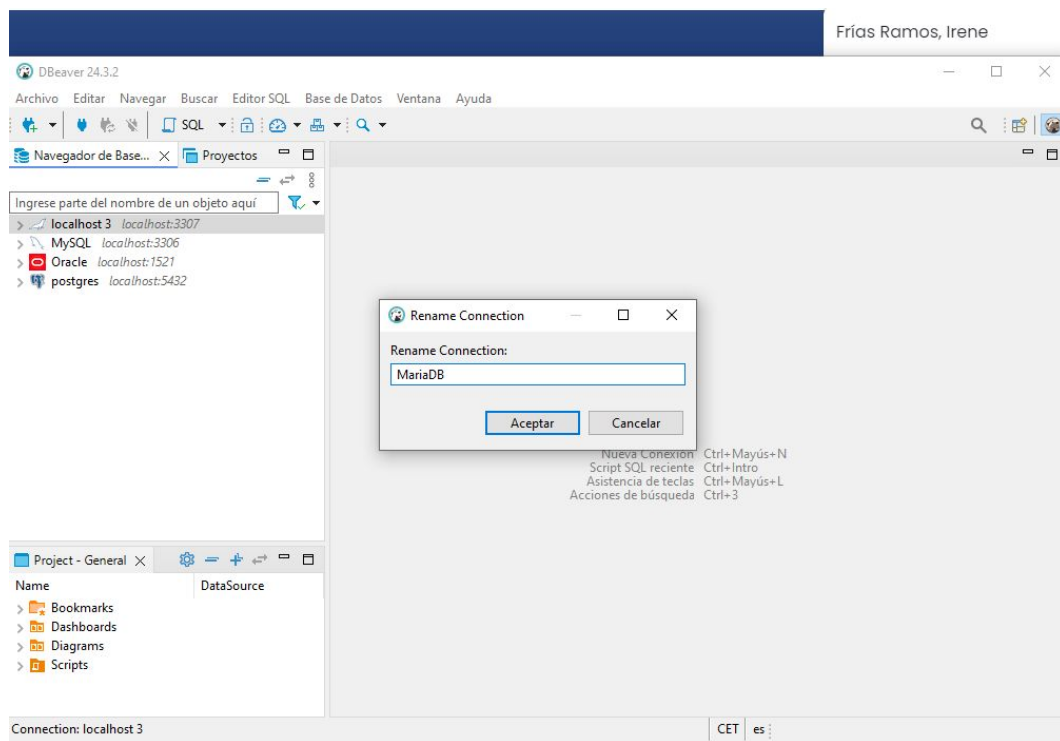 Frías Ramos, Irene
DBeaver 24.3.2
Archivo Editar Navegar Buscar Editor SQL Base de Datos Ventana Ayuda
SQL
Navegador de Base... Proyectos
Ingrese parte del nombre de un objeto aquí
localhost 3 localhost:3307
MySQL localhost:3306
Oracle localhost:1521
postgres localhost:5432
Rename Connection
Rename Connection:
MariaDB
Aceptar Cancelar
Nueva Conexión Ctrl+Mayús+N
Script SQL reciente Ctrl+Intro
Asistencia de teclas Ctrl+Mayús+L
Acciones de búsqueda Ctrl+3
Project - General
Name DataSource
Bookmarks
Dashboards
Diagrams
Scripts
Connection: localhost 3 CET es